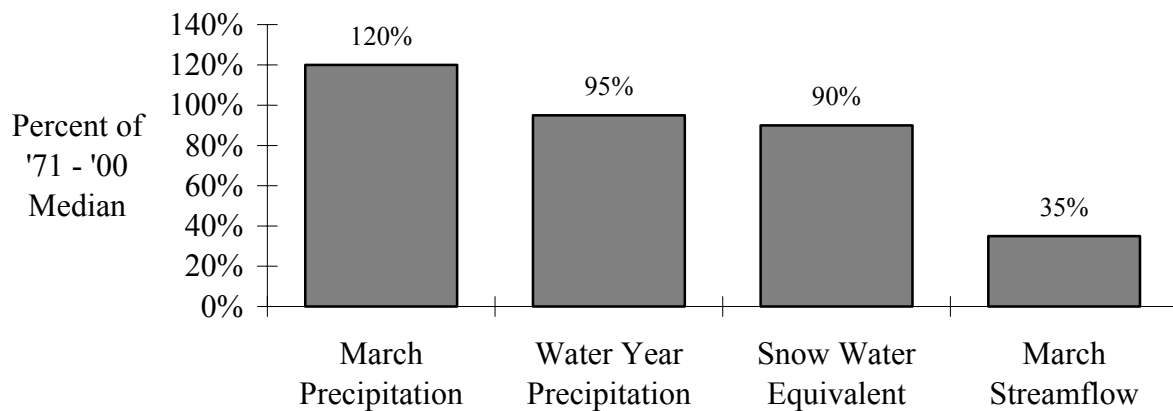 140%
120%
100%
80%
60%
40%
20%
0%
Percent of
'71 - '00
Median
120%
95%
90%
35%
March
Precipitation
Water Year
Precipitation
Snow Water
Equivalent
March
Streamflow